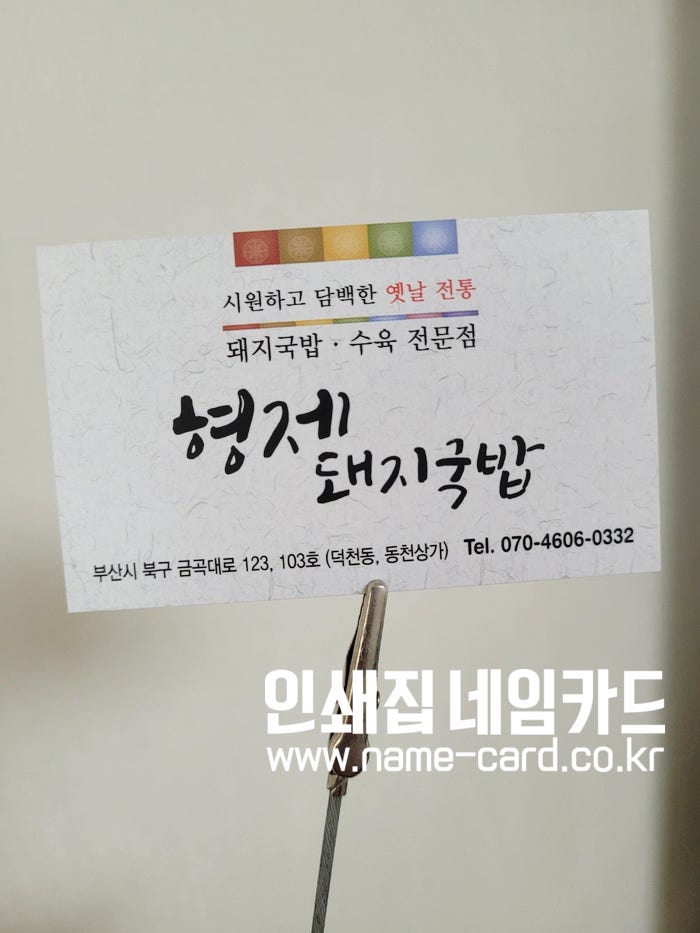 시원하고 담백한 옛날 전통
돼지국밥 · 수육 전문점
형제
돼지국밥
부산시 북구 금곡대로 123, 103호 (덕천동, 동천상가) Tel. 070-4606-0332
인쇄집 네임카드
www.name-card.co.kr